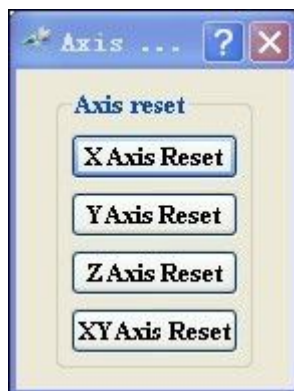 Axis ...
Axis reset
X Axis Reset
Y Axis Reset
Z Axis Reset
XY Axis Reset